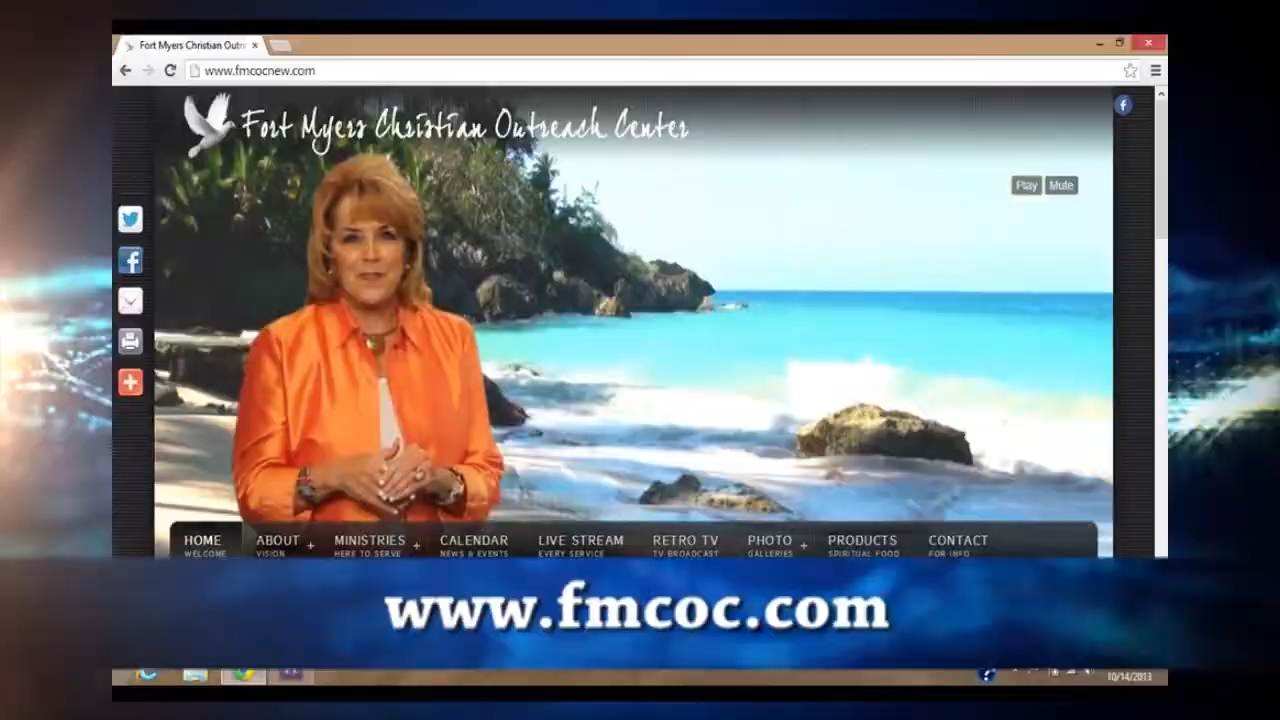 Fort Myers Christian Outr
www.fmcocnew.com
Fort Myers Christian Outreach Center
Play Mute
HOME ABOUT + MINISTRIES + CALENDAR LIVE STREAM RETRO TV PHOTO + PRODUCTS CONTACT
WELCOME VISION HERE TO SERVE NEWS & EVENTS EVERY SERVICE TV BROADCAST GALLERIES SPIRITUAL FOOD FOR INFO
www.fmcoc.com
10/14/2013